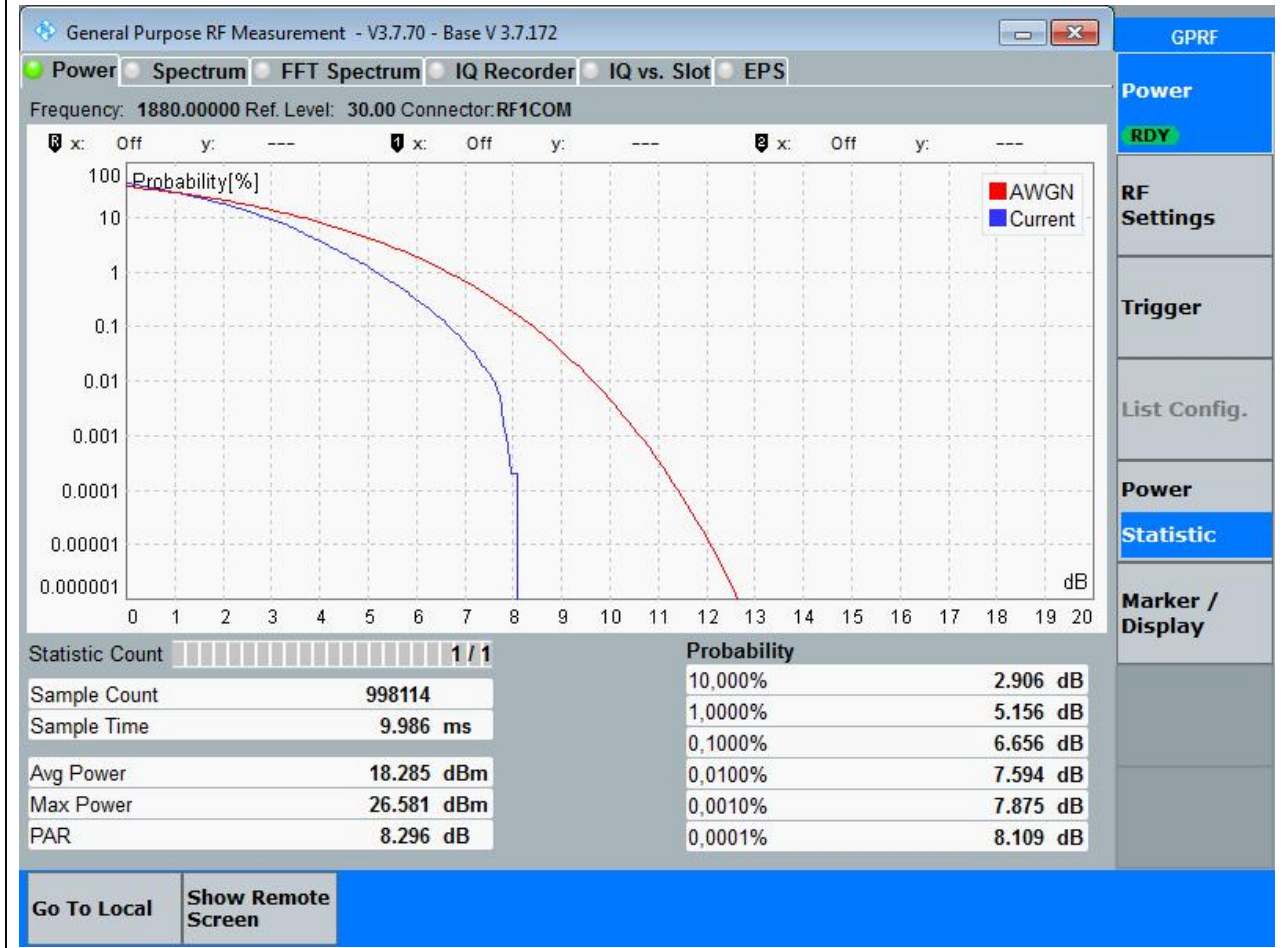 General Purpose RF Measurement - V3.7.70 - Base V 3.7.172
GPRF
Power Spectrum FFT Spectrum IQ Recorder IQ vs. Slot EPS
Frequency: 1880.00000 Ref. Level: 30.00 Connector: RF1COM
R x: Off y: --- 1 x: Off y: --- 2 x: Off y: ---
Probability[%]
AWGN
Current
100
10
1
0.1
0.01
0.001
0.0001
0.00001
0.000001
dB
0 1 2 3 4 5 6 7 8 9 10 11 12 13 14 15 16 17 18 19 20
Statistic Count 1 / 1
Sample Count 998114
Sample Time 9.986 ms
Avg Power 18.285 dBm
Max Power 26.581 dBm
PAR 8.296 dB
Probability
10,000% 2.906 dB
1,0000% 5.156 dB
0,1000% 6.656 dB
0,0100% 7.594 dB
0,0010% 7.875 dB
0,0001% 8.109 dB
Power
RDY
RF
Settings
Trigger
List Config.
Power
Statistic
Marker /
Display
Go To Local
Show Remote
Screen